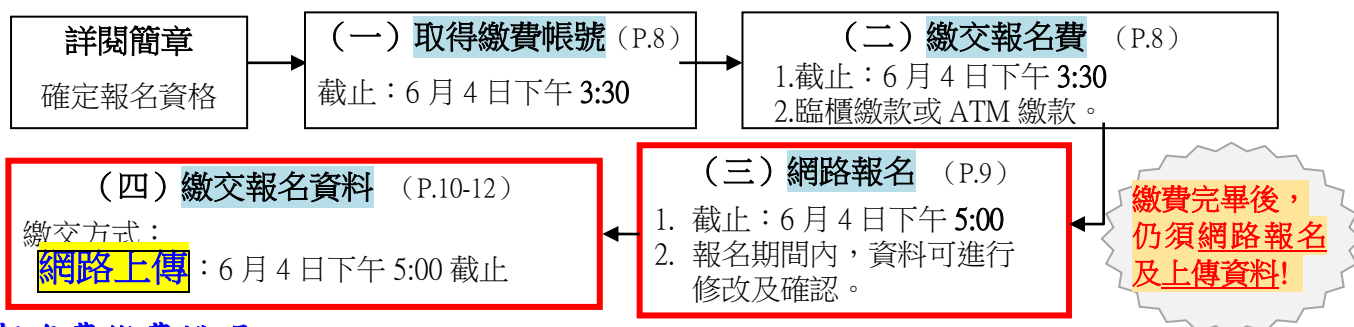 詳閱簡章
確定報名資格
（一）取得繳費帳號（P.8）
截止：6 月 4 日下午 3:30
（二）繳交報名費 （P.8）
1.截止：6 月 4 日下午 3:30
2.臨櫃繳款或 ATM 繳款。
（三）網路報名 （P.9）
1. 截止：6 月 4 日下午 5:00
2. 報名期間內，資料可進行
修改及確認。
繳費完畢後，
仍須網路報名
及上傳資料!
（四）繳交報名資料 （P.10-12）
繳交方式：
網路上傳：6 月 4 日下午 5:00 截止